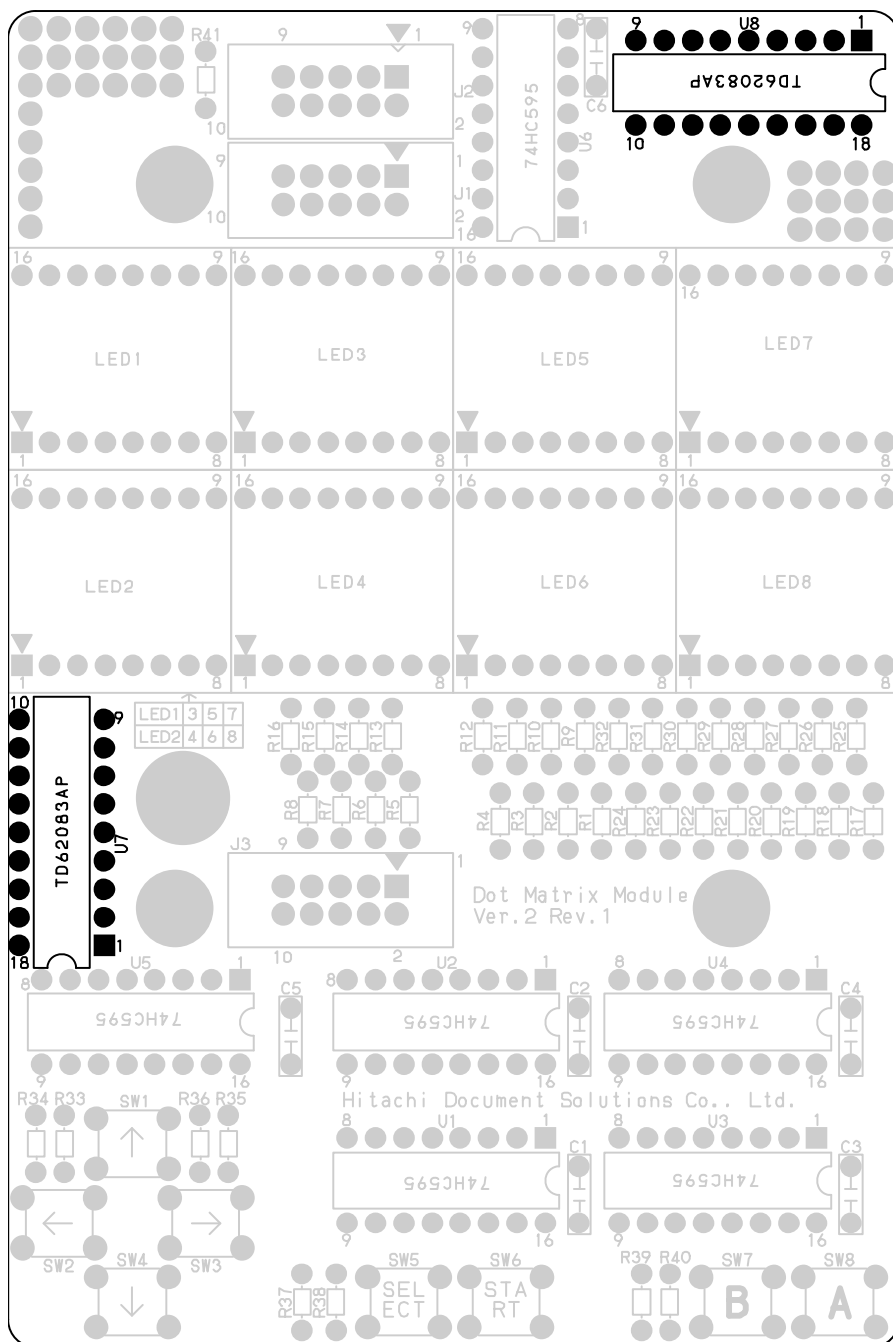 R41
9
1
J2
10
2
9
1
J1
10
2
9
8
74HC595
U6
16
1
C6
9
U8
1
TD62083AP
10
18
16
9
LED1
1
8
16
9
LED3
1
8
16
9
LED5
1
8
16
9
LED7
1
8
16
9
LED2
1
8
16
9
LED4
1
8
16
9
LED6
1
8
16
9
LED8
1
8
10
9
TD62083AP
U7
18
1
LED1 3 5 7
LED2 4 6 8
R16 R15 R14 R13
R12 R11 R10 R9 R32 R31 R30 R29 R28 R27 R26 R25
R8 R7 R6 R5
R4 R3 R2 R1 R24 R23 R22 R21 R20 R19 R18 R17
J3
9
1
10
2
Dot Matrix Module
Ver.2 Rev.1
U5
8
1
74HC595
9
16
C5
U2
8
1
74HC595
9
16
C2
U4
8
1
74HC595
9
16
C4
Hitachi Document Solutions Co.. Ltd.
R34 R33
SW1
R36 R35
U1
8
1
74HC595
9
16
C1
U3
8
1
74HC595
9
16
C3
SW2
SW4
SW3
R37 R38
SW5
SEL
ECT
SW6
STA
RT
R39 R40
SW7
B
SW8
A